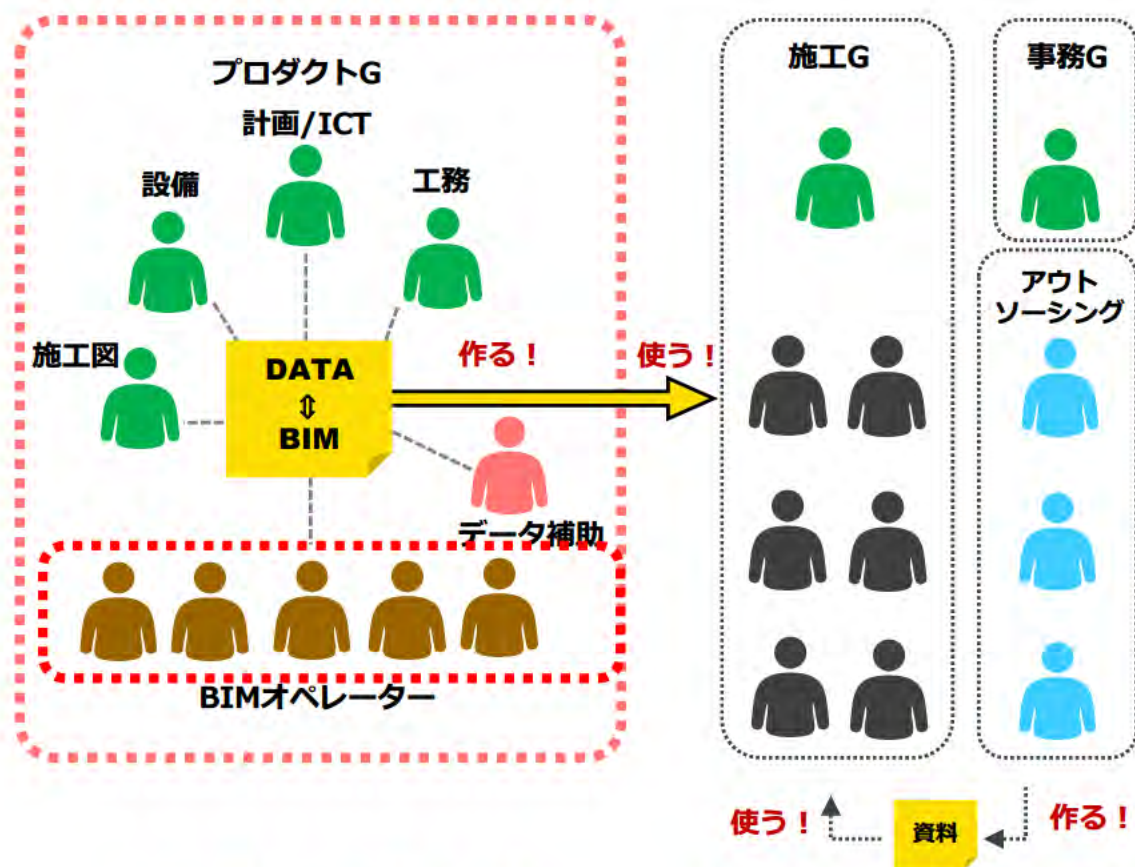 プロダクトG
計画/ICT
設備
工務
施工図
DATA
⇕
BIM
作る！
使う！
データ補助
BIMオペレーター
施工G
事務G
アウト
ソーシング
使う！
資料
作る！